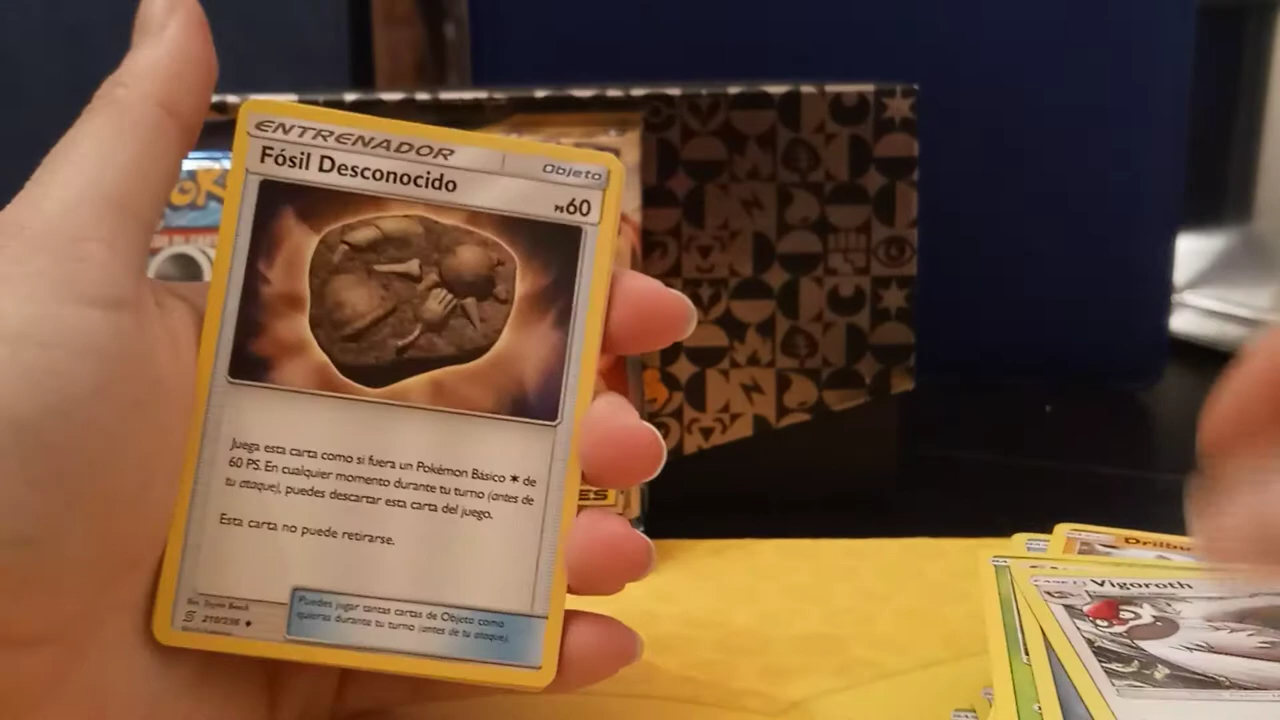 ENTRENADOR
Objeto
Fósil Desconocido
PS60
Juega esta carta como si fuera un Pokémon Básico ✶ de
60 PS. En cualquier momento durante tu turno (antes de
tu ataque), puedes descartar esta carta del juego.
Esta carta no puede retirarse.
Puedes jugar tantas cartas de Objeto como
quieras durante tu turno (antes de tu ataque).
Drilbu
Vigoroth